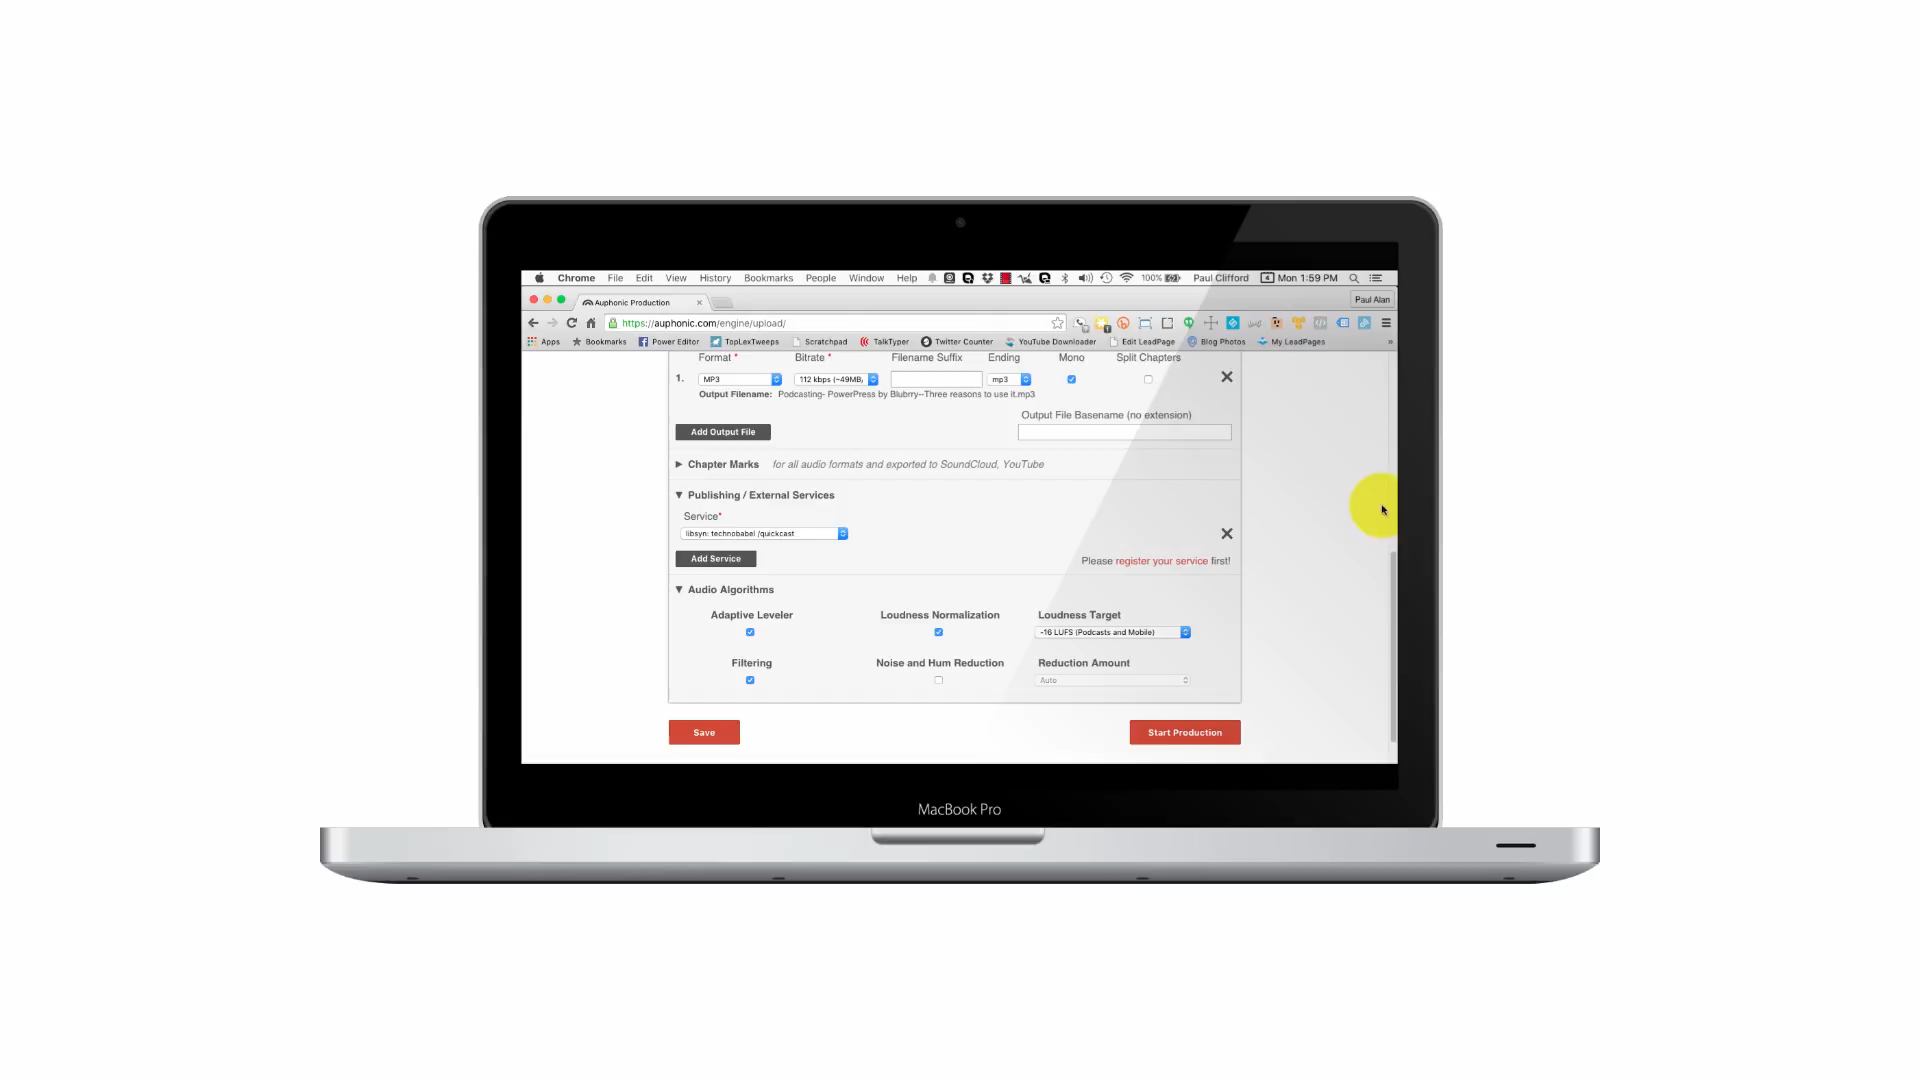 Chrome File Edit View History Bookmarks People Window Help 100% Paul Clifford Mon 1:59 PM
Auphonic Production Paul Alan
https://auphonic.com/engine/upload/
Apps Bookmarks Power Editor TopLexTweeps Scratchpad TalkTyper Twitter Counter YouTube Downloader Edit LeadPage Blog Photos My LeadPages »
Format * Bitrate * Filename Suffix Ending Mono Split Chapters
1. MP3 112 kbps (~49MB, mp3
Output Filename: Podcasting- PowerPress by Blubrry--Three reasons to use it.mp3
Output File Basename (no extension)
Add Output File
Chapter Marks for all audio formats and exported to SoundCloud, YouTube
Publishing / External Services
Service*
libsyn: technobabel /quickcast
Add Service Please register your service first!
Audio Algorithms
Adaptive Leveler Loudness Normalization Loudness Target
-16 LUFS (Podcasts and Mobile)
Filtering Noise and Hum Reduction Reduction Amount
Auto
Save Start Production
MacBook Pro